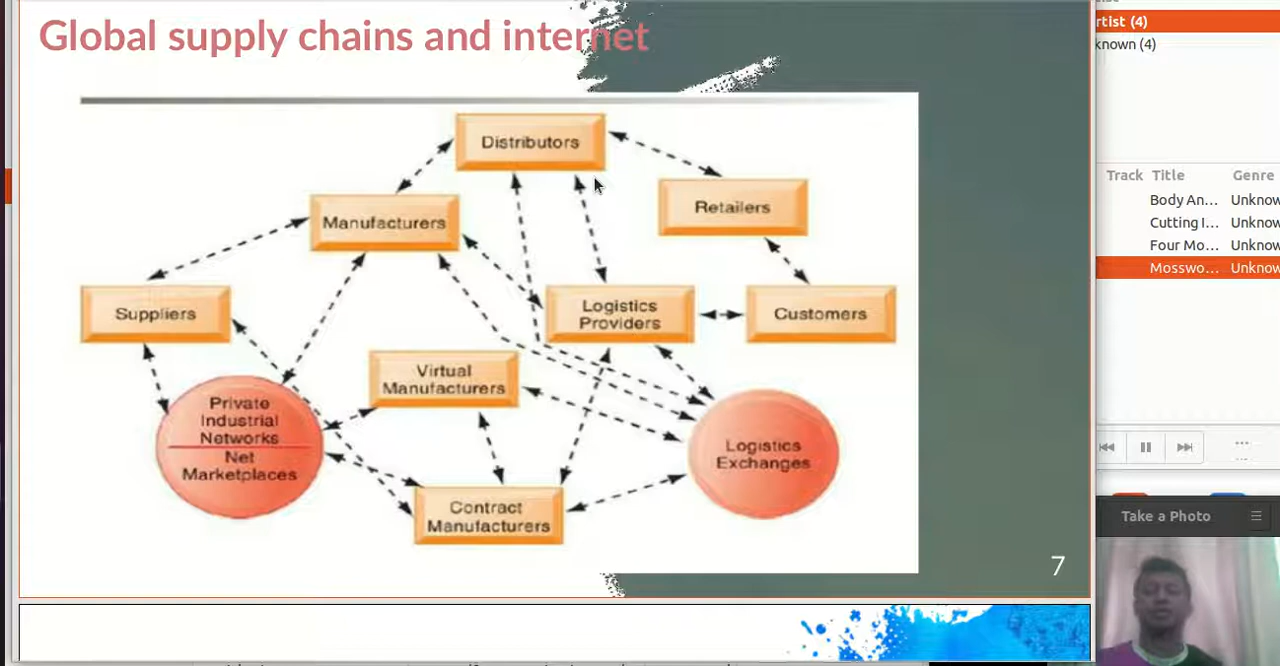 Global supply chains and internet
Distributors
Retailers
Manufacturers
Suppliers
Logistics
Providers
Customers
Virtual
Manufacturers
Private
Industrial
Networks
Net
Marketplaces
Logistics
Exchanges
Contract
Manufacturers
7
rtist (4)
known (4)
Track Title Genre
Body An... Unknow
Cutting I... Unknow
Four Mo... Unknow
Mosswo... Unknow
Take a Photo